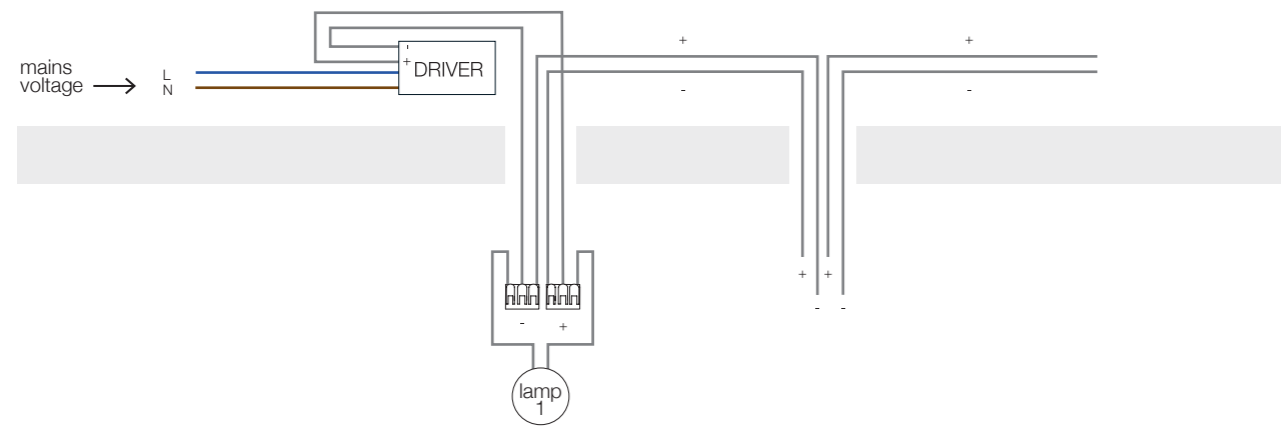 + +
-
+ DRIVER
mains
voltage
L
N
- -
+ +
- -
- +
lamp
1